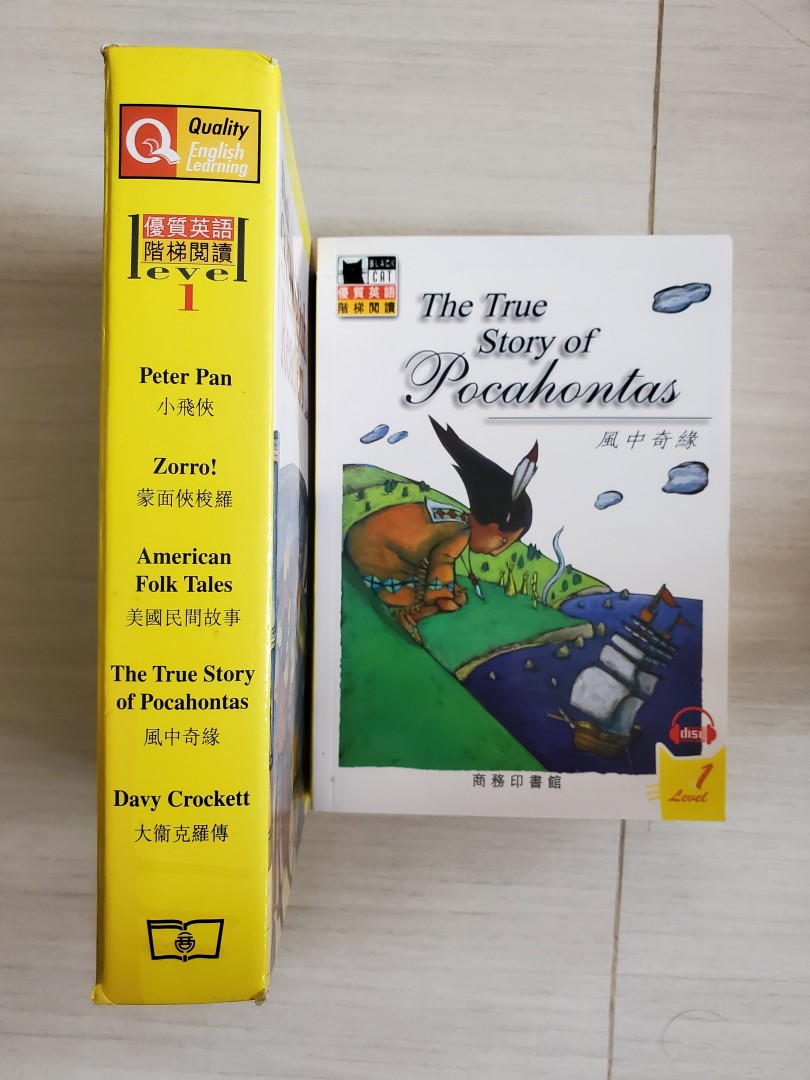 Quality
English
Learning
優質英語
階梯閱讀
level
1
Peter Pan
小飛俠
Zorro!
蒙面俠梭羅
American
Folk Tales
美國民間故事
The True Story
of Pocahontas
風中奇緣
Davy Crockett
大衞克羅傳
商
BLACK
CAT
優質英語
階梯閱讀
The True
Story of
Pocahontas
風中奇緣
disc
商務印書館
1
Level